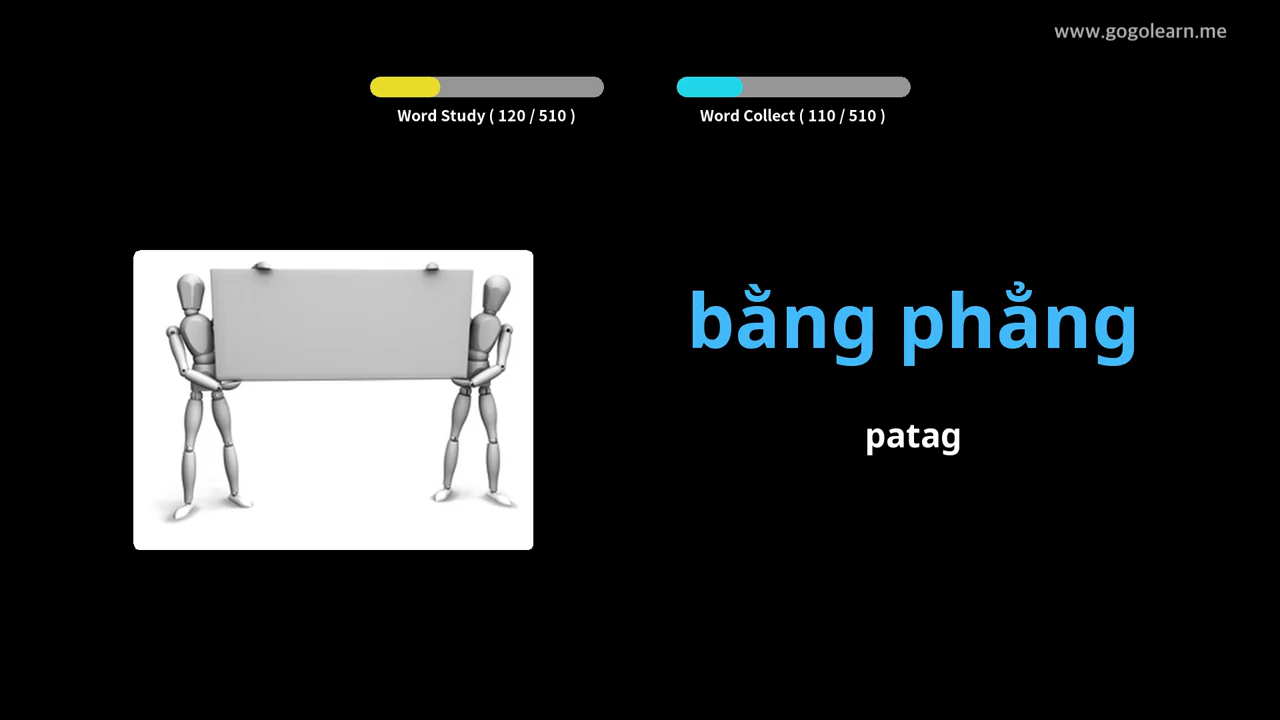 www.gogolearn.me
Word Study ( 120 / 510 )
Word Collect ( 110 / 510 )
bằng phẳng
patag